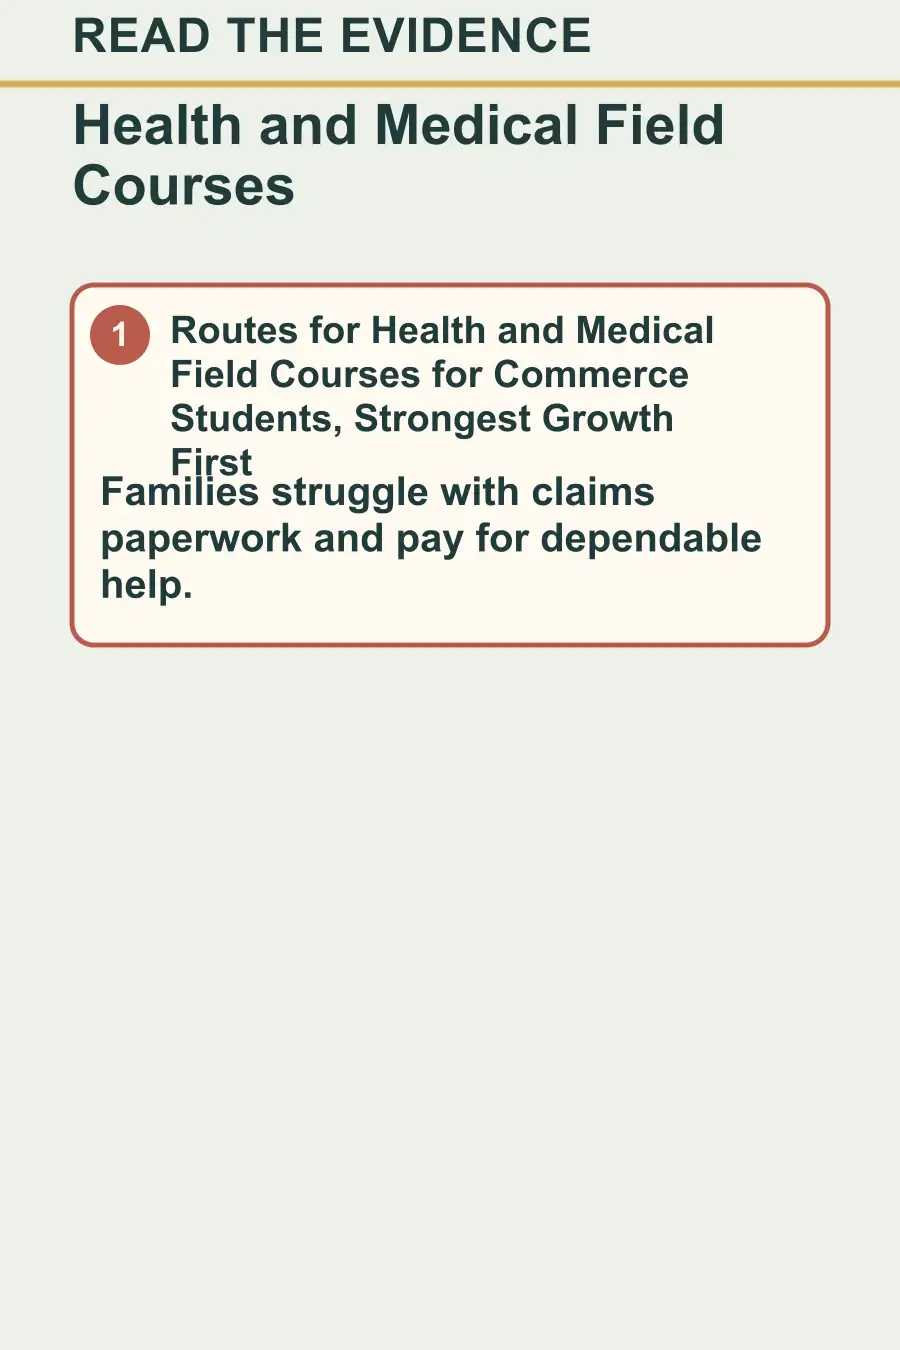 READ THE EVIDENCE
Health and Medical Field
Courses
1
Routes for Health and Medical
Field Courses for Commerce
Students, Strongest Growth
First
Families struggle with claims
paperwork and pay for dependable
help.